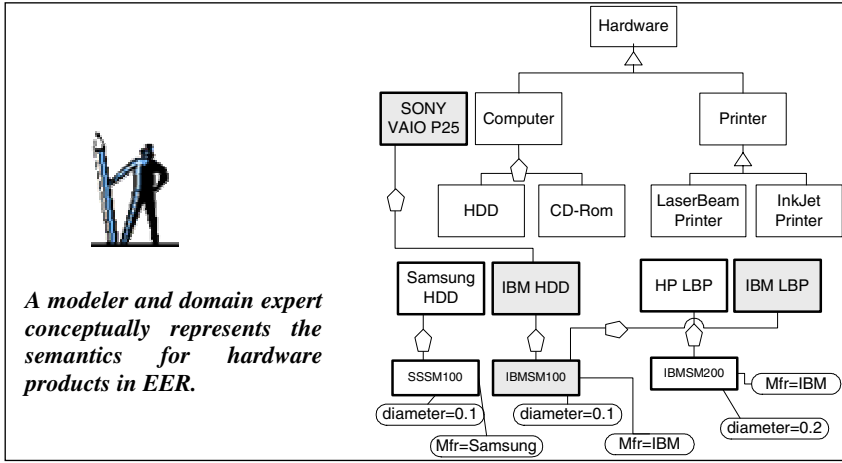 Hardware
SONY
VAIO P25
Computer
Printer
HDD
CD-Rom
LaserBeam
Printer
InkJet
Printer
Samsung
HDD
IBM HDD
HP LBP
IBM LBP
A modeler and domain expert
conceptually represents the
semantics for hardware
products in EER.
SSSM100
IBMSM100
IBMSM200
Mfr=IBM
diameter=0.1
diameter=0.1
diameter=0.2
Mfr=Samsung
Mfr=IBM